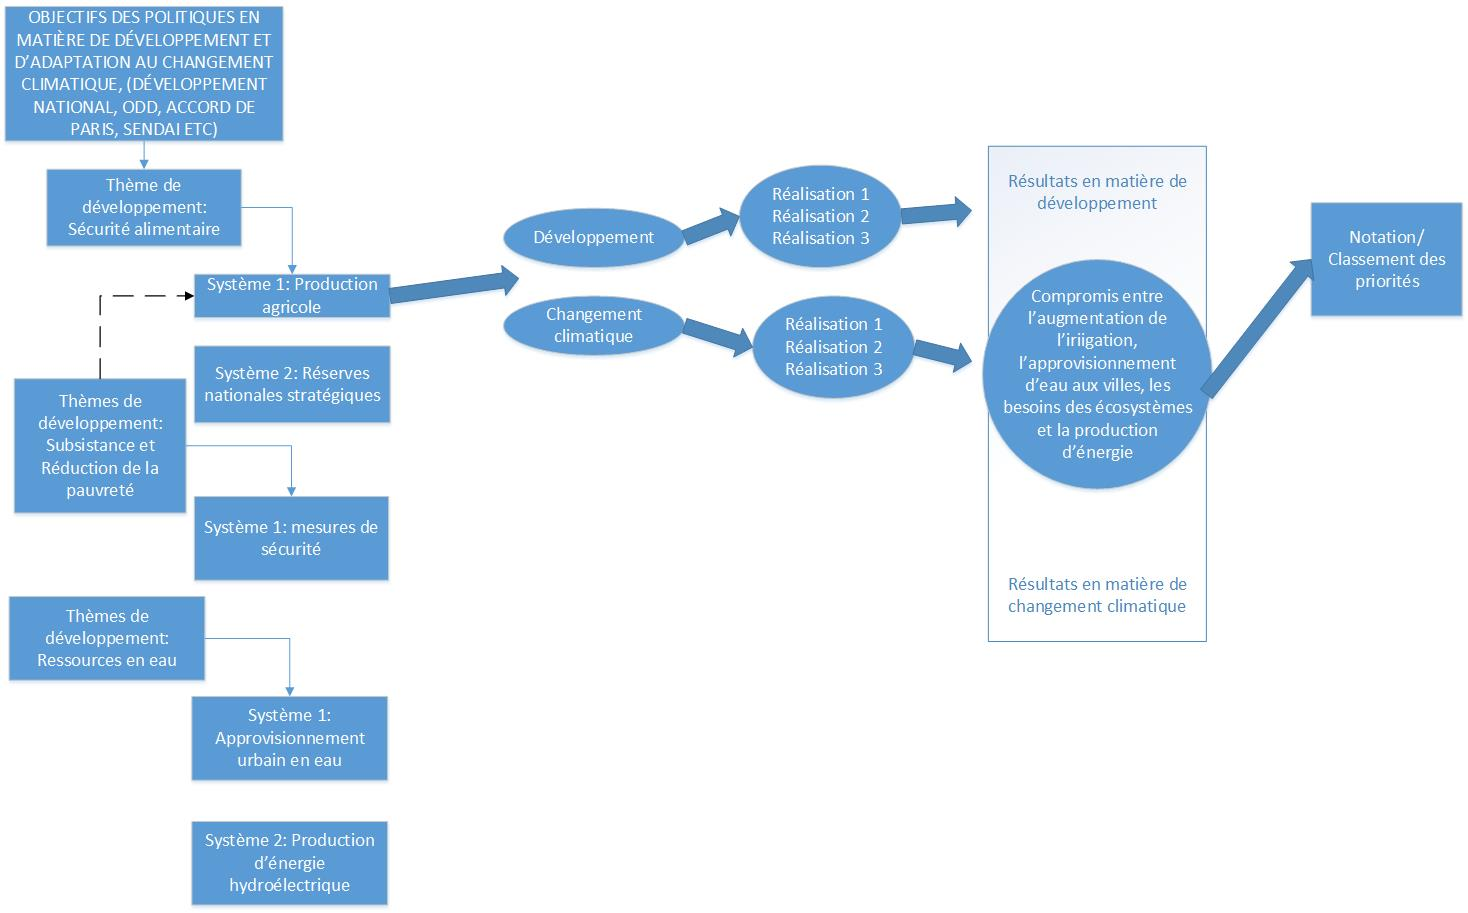 OBJECTIFS DES POLITIQUES EN
MATIÈRE DE DÉVELOPPEMENT ET
D’ADAPTATION AU CHANGEMENT
CLIMATIQUE, (DÉVELOPPEMENT
NATIONAL, ODD, ACCORD DE
PARIS, SENDAI ETC)
Thème de
développement:
Sécurité alimentaire
Système 1: Production
agricole
Système 2: Réserves
nationales stratégiques
Thèmes de
développement:
Subsistance et
Réduction de la
pauvreté
Système 1: mesures de
sécurité
Thèmes de
développement:
Ressources en eau
Système 1:
Approvisionnement
urbain en eau
Système 2: Production
d’énergie
hydroélectrique
Développement
Changement
climatique
Réalisation 1
Réalisation 2
Réalisation 3
Réalisation 1
Réalisation 2
Réalisation 3
Résultats en matière de
développement
Compromis entre
l’augmentation de
l’iriigation,
l’approvisionnement
d’eau aux villes, les
besoins des écosystèmes
et la production
d’énergie
Résultats en matière de
changement climatique
Notation/
Classement des
priorités